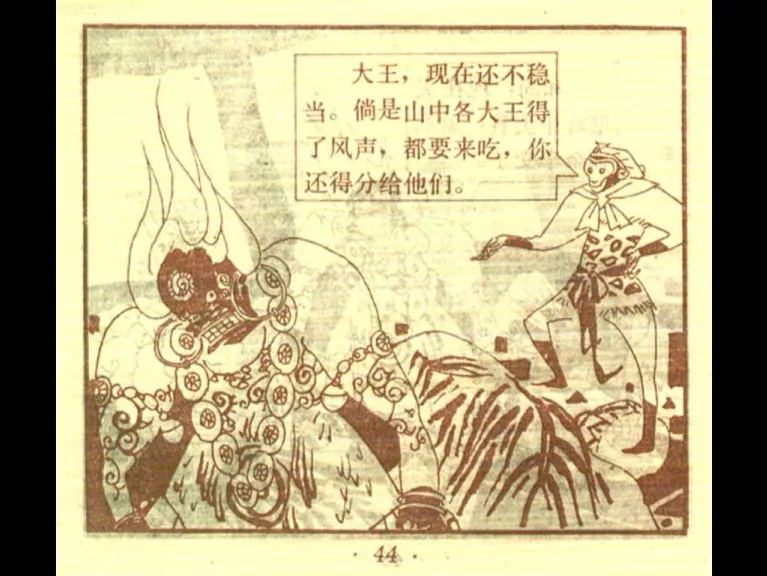 大王，现在还不稳
当。倘是山中各大王得
了风声，都要来吃，你
还得分给他们。
· 44 ·